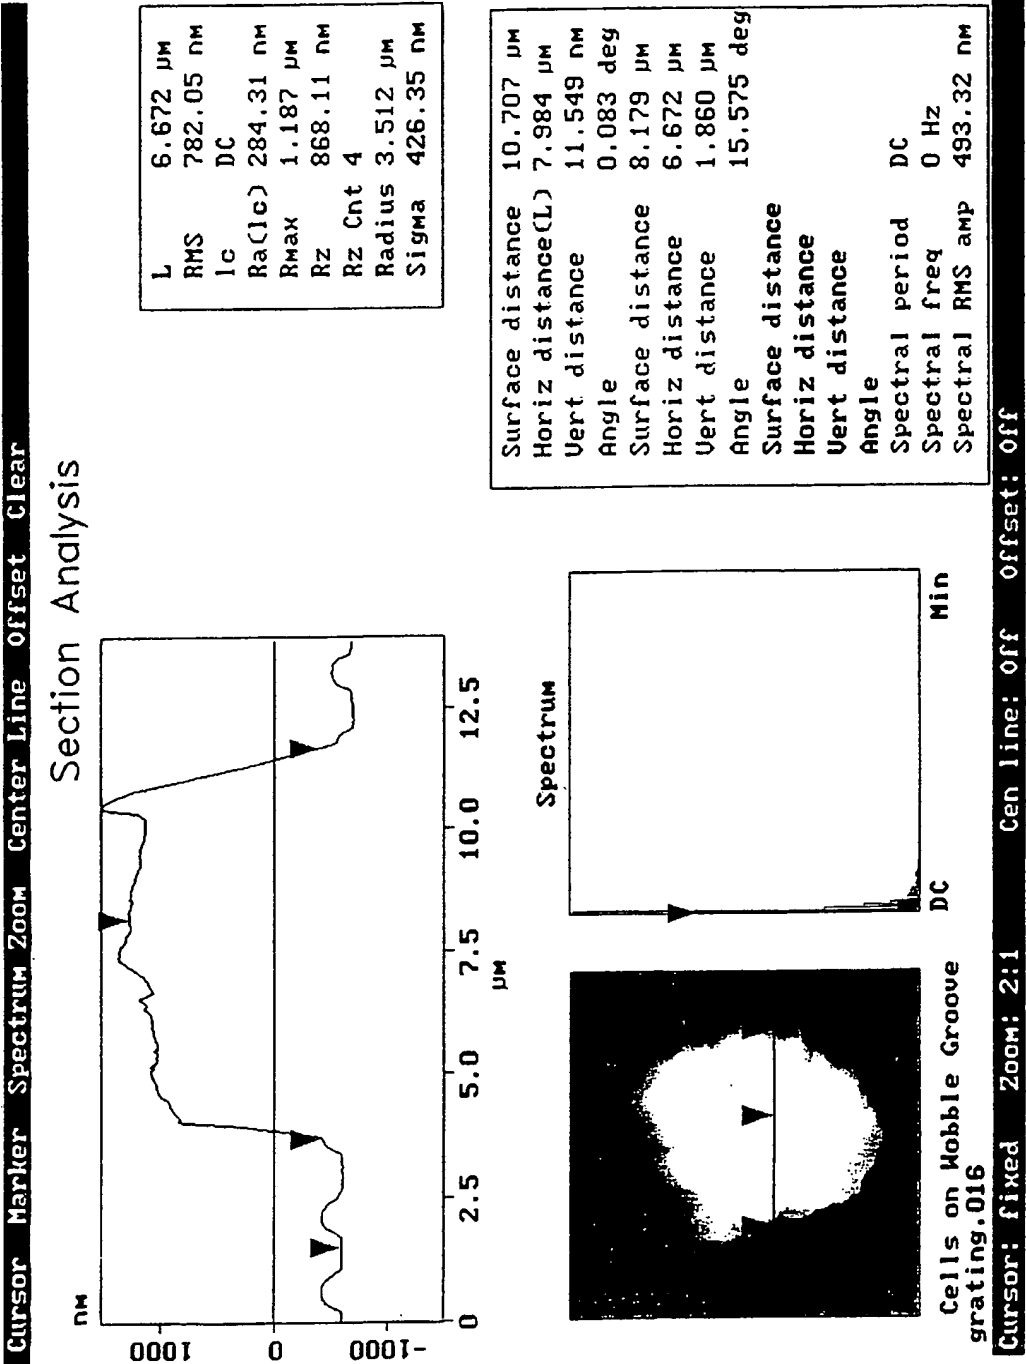 Cursor Marker Spectrum Zoom Center Line Offset Clear
Section Analysis
nm
1000
0
-1000
0
2.5
5.0
7.5
10.0
12.5
µm
L 6.672 µm
RMS 782.05 nm
lc DC
Ra(lc) 284.31 nm
Rmax 1.187 µm
Rz 868.11 nm
Rz Cnt 4
Radius 3.512 µm
Sigma 426.35 nm
Spectrum
DC
Min
Surface distance 10.707 µm
Horiz distance(L) 7.984 µm
Vert distance 11.549 nm
Angle 0.083 deg
Surface distance 8.179 µm
Horiz distance 6.672 µm
Vert distance 1.860 µm
Angle 15.575 deg
Surface distance
Horiz distance
Vert distance
Angle
Spectral period DC
Spectral freq 0 Hz
Spectral RMS amp 493.32 nm
Cells on Wobble Groove
grating.016
Cursor: fixed Zoom: 2:1 Cen line: Off Offset: Off